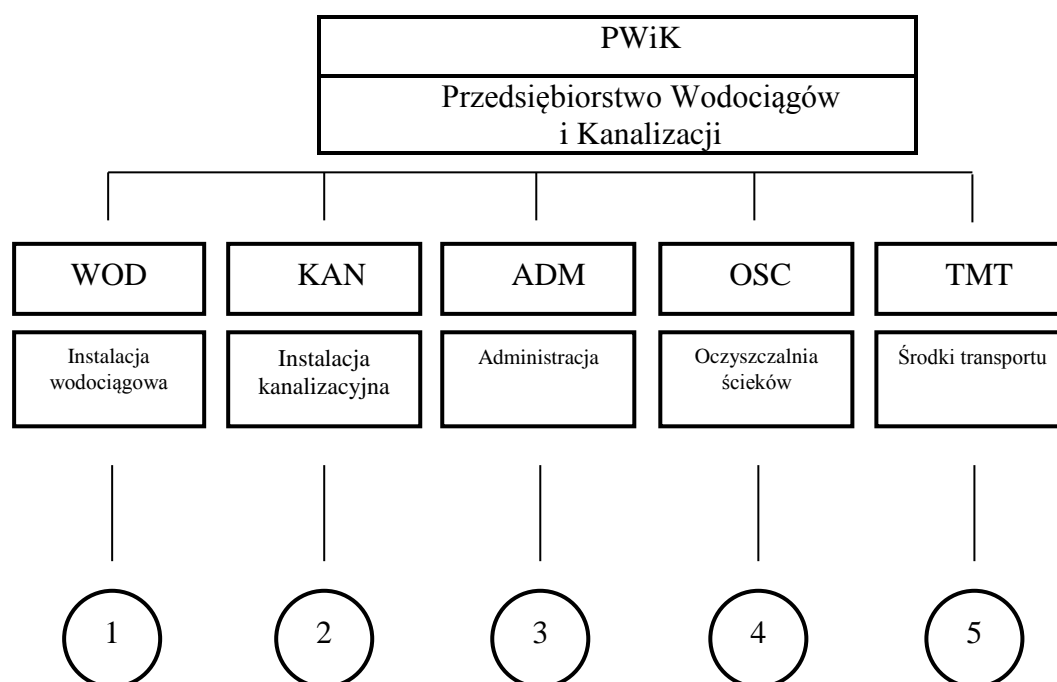 PWiK
Przedsiębiorstwo Wodociągów
i Kanalizacji
WOD
KAN
ADM
OSC
TMT
Instalacja
wodociągowa
Instalacja
kanalizacyjna
Administracja
Oczyszczalnia
ścieków
Środki transportu
1
2
3
4
5